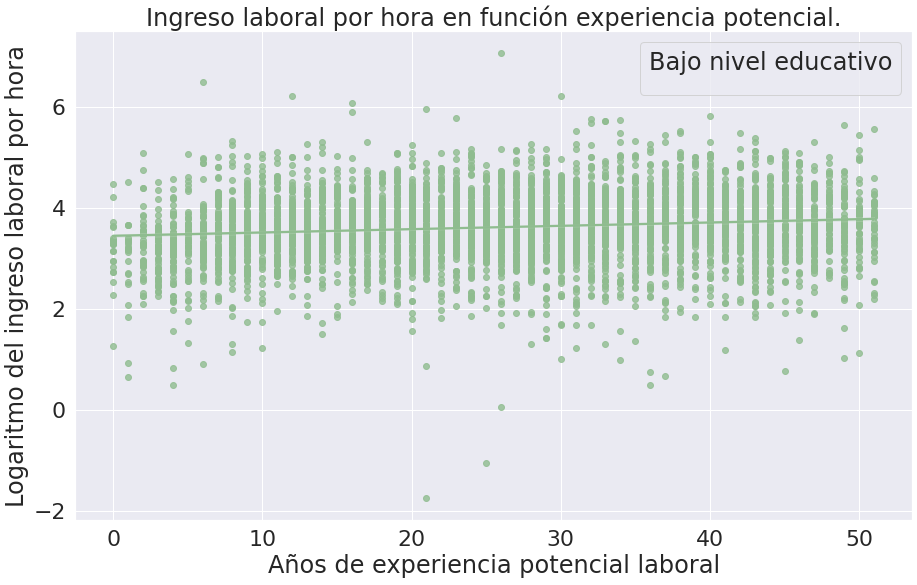 Ingreso laboral por hora en función experiencia potencial.
Bajo nivel educativo
Logaritmo del ingreso laboral por hora
6
4
2
0
−2
0 10 20 30 40 50
Años de experiencia potencial laboral